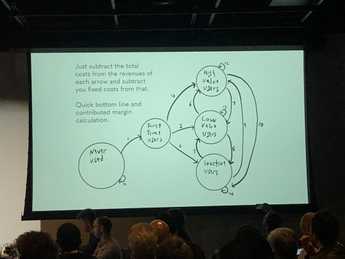 Just subtract the total
costs from the revenues of
each arrow and subtract
you fixed costs from that.
Quick bottom line and
contributed margin
calculation.
High
value
users
First
Time
users
Low
value
users
Never
used
Inactive
users